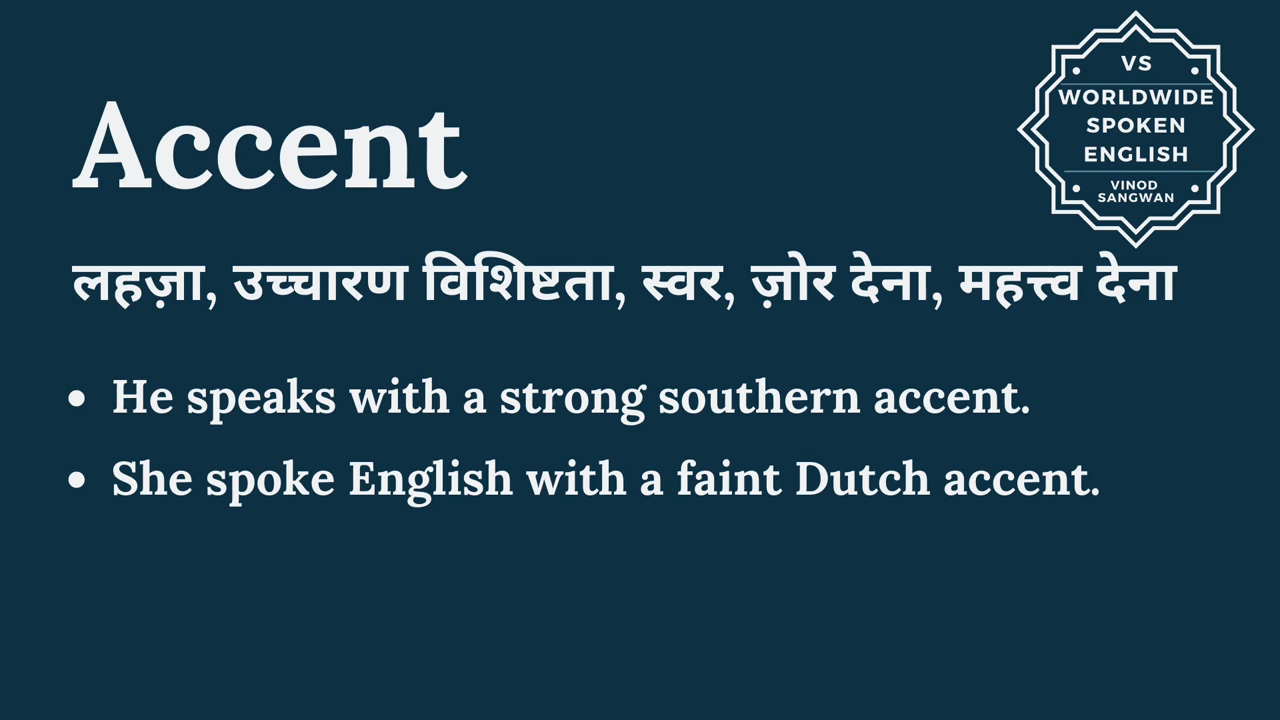 VS
WORLDWIDE
SPOKEN
ENGLISH
VINOD
SANGWAN
Accent
लहज़ा, उच्चारण विशिष्टता, स्वर, ज़ोर देना, महत्त्व देना
• He speaks with a strong southern accent.
• She spoke English with a faint Dutch accent.